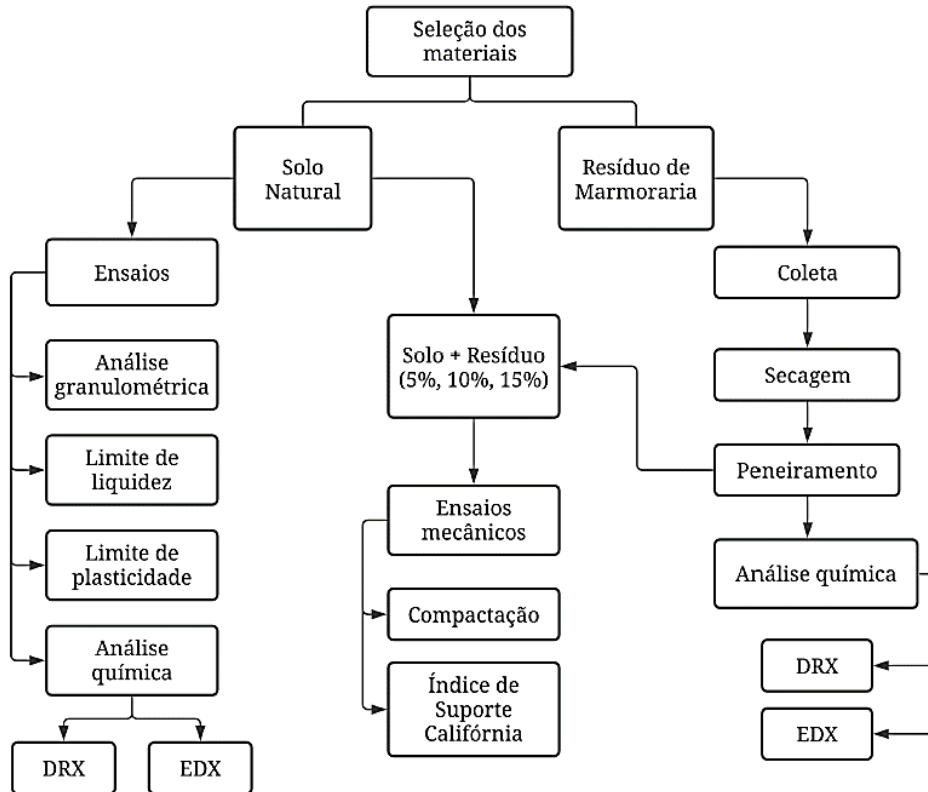 Seleção dos
materiais
Solo
Natural
Resíduo de
Marmoraria
Ensaios
Análise
granulométrica
Limite de
liquidez
Limite de
plasticidade
Análise
química
DRX
EDX
Solo + Resíduo
(5%, 10%, 15%)
Ensaios
mecânicos
Compactação
Índice de
Suporte
Califórnia
Coleta
Secagem
Peneiramento
Análise química
DRX
EDX